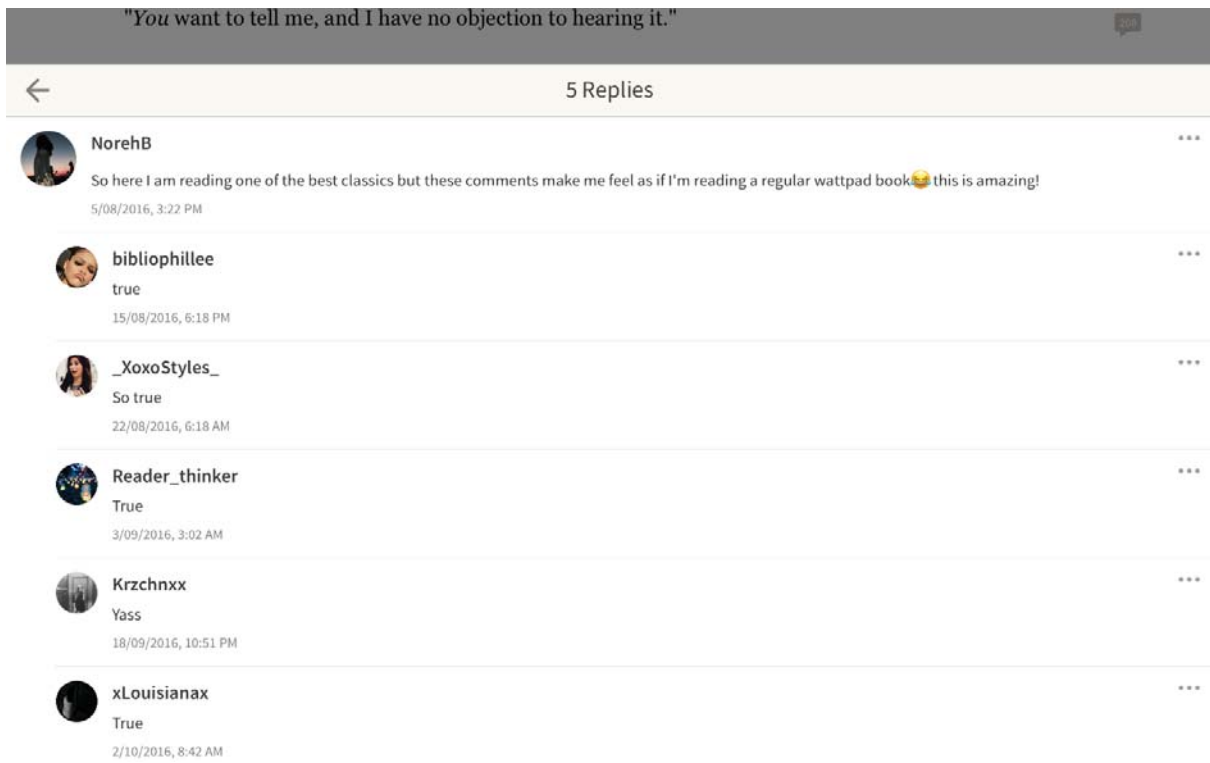 "You want to tell me, and I have no objection to hearing it."
200
5 Replies
NorehB
So here I am reading one of the best classics but these comments make me feel as if I'm reading a regular wattpad book😂 this is amazing!
5/08/2016, 3:22 PM
bibliophillee
true
15/08/2016, 6:18 PM
_XoxoStyles_
So true
22/08/2016, 6:18 AM
Reader_thinker
True
3/09/2016, 3:02 AM
Krzchnxx
Yass
18/09/2016, 10:51 PM
xLouisianax
True
2/10/2016, 8:42 AM